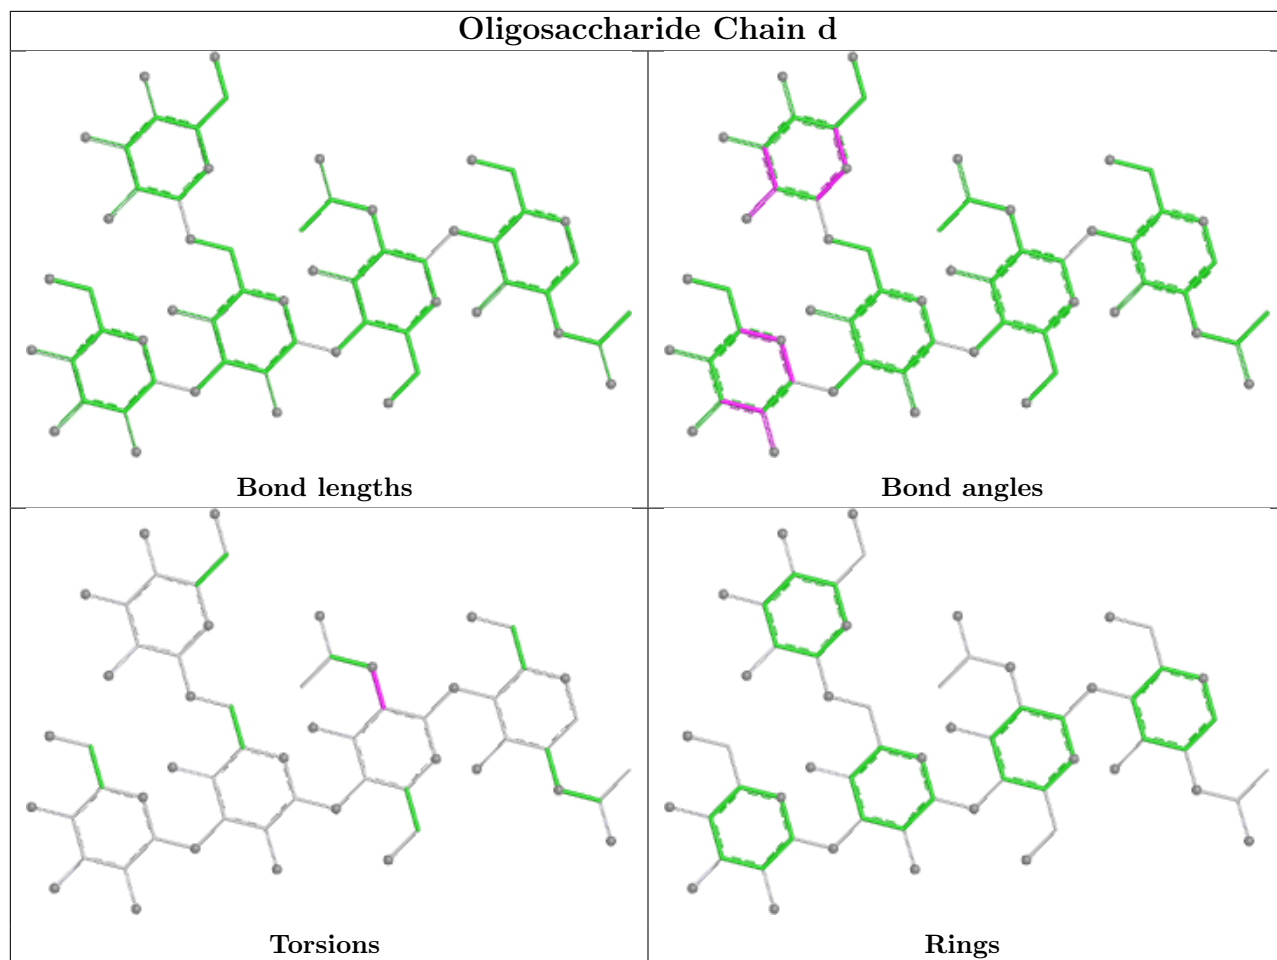 Oligosaccharide Chain d
Bond lengths
Bond angles
Torsions
Rings